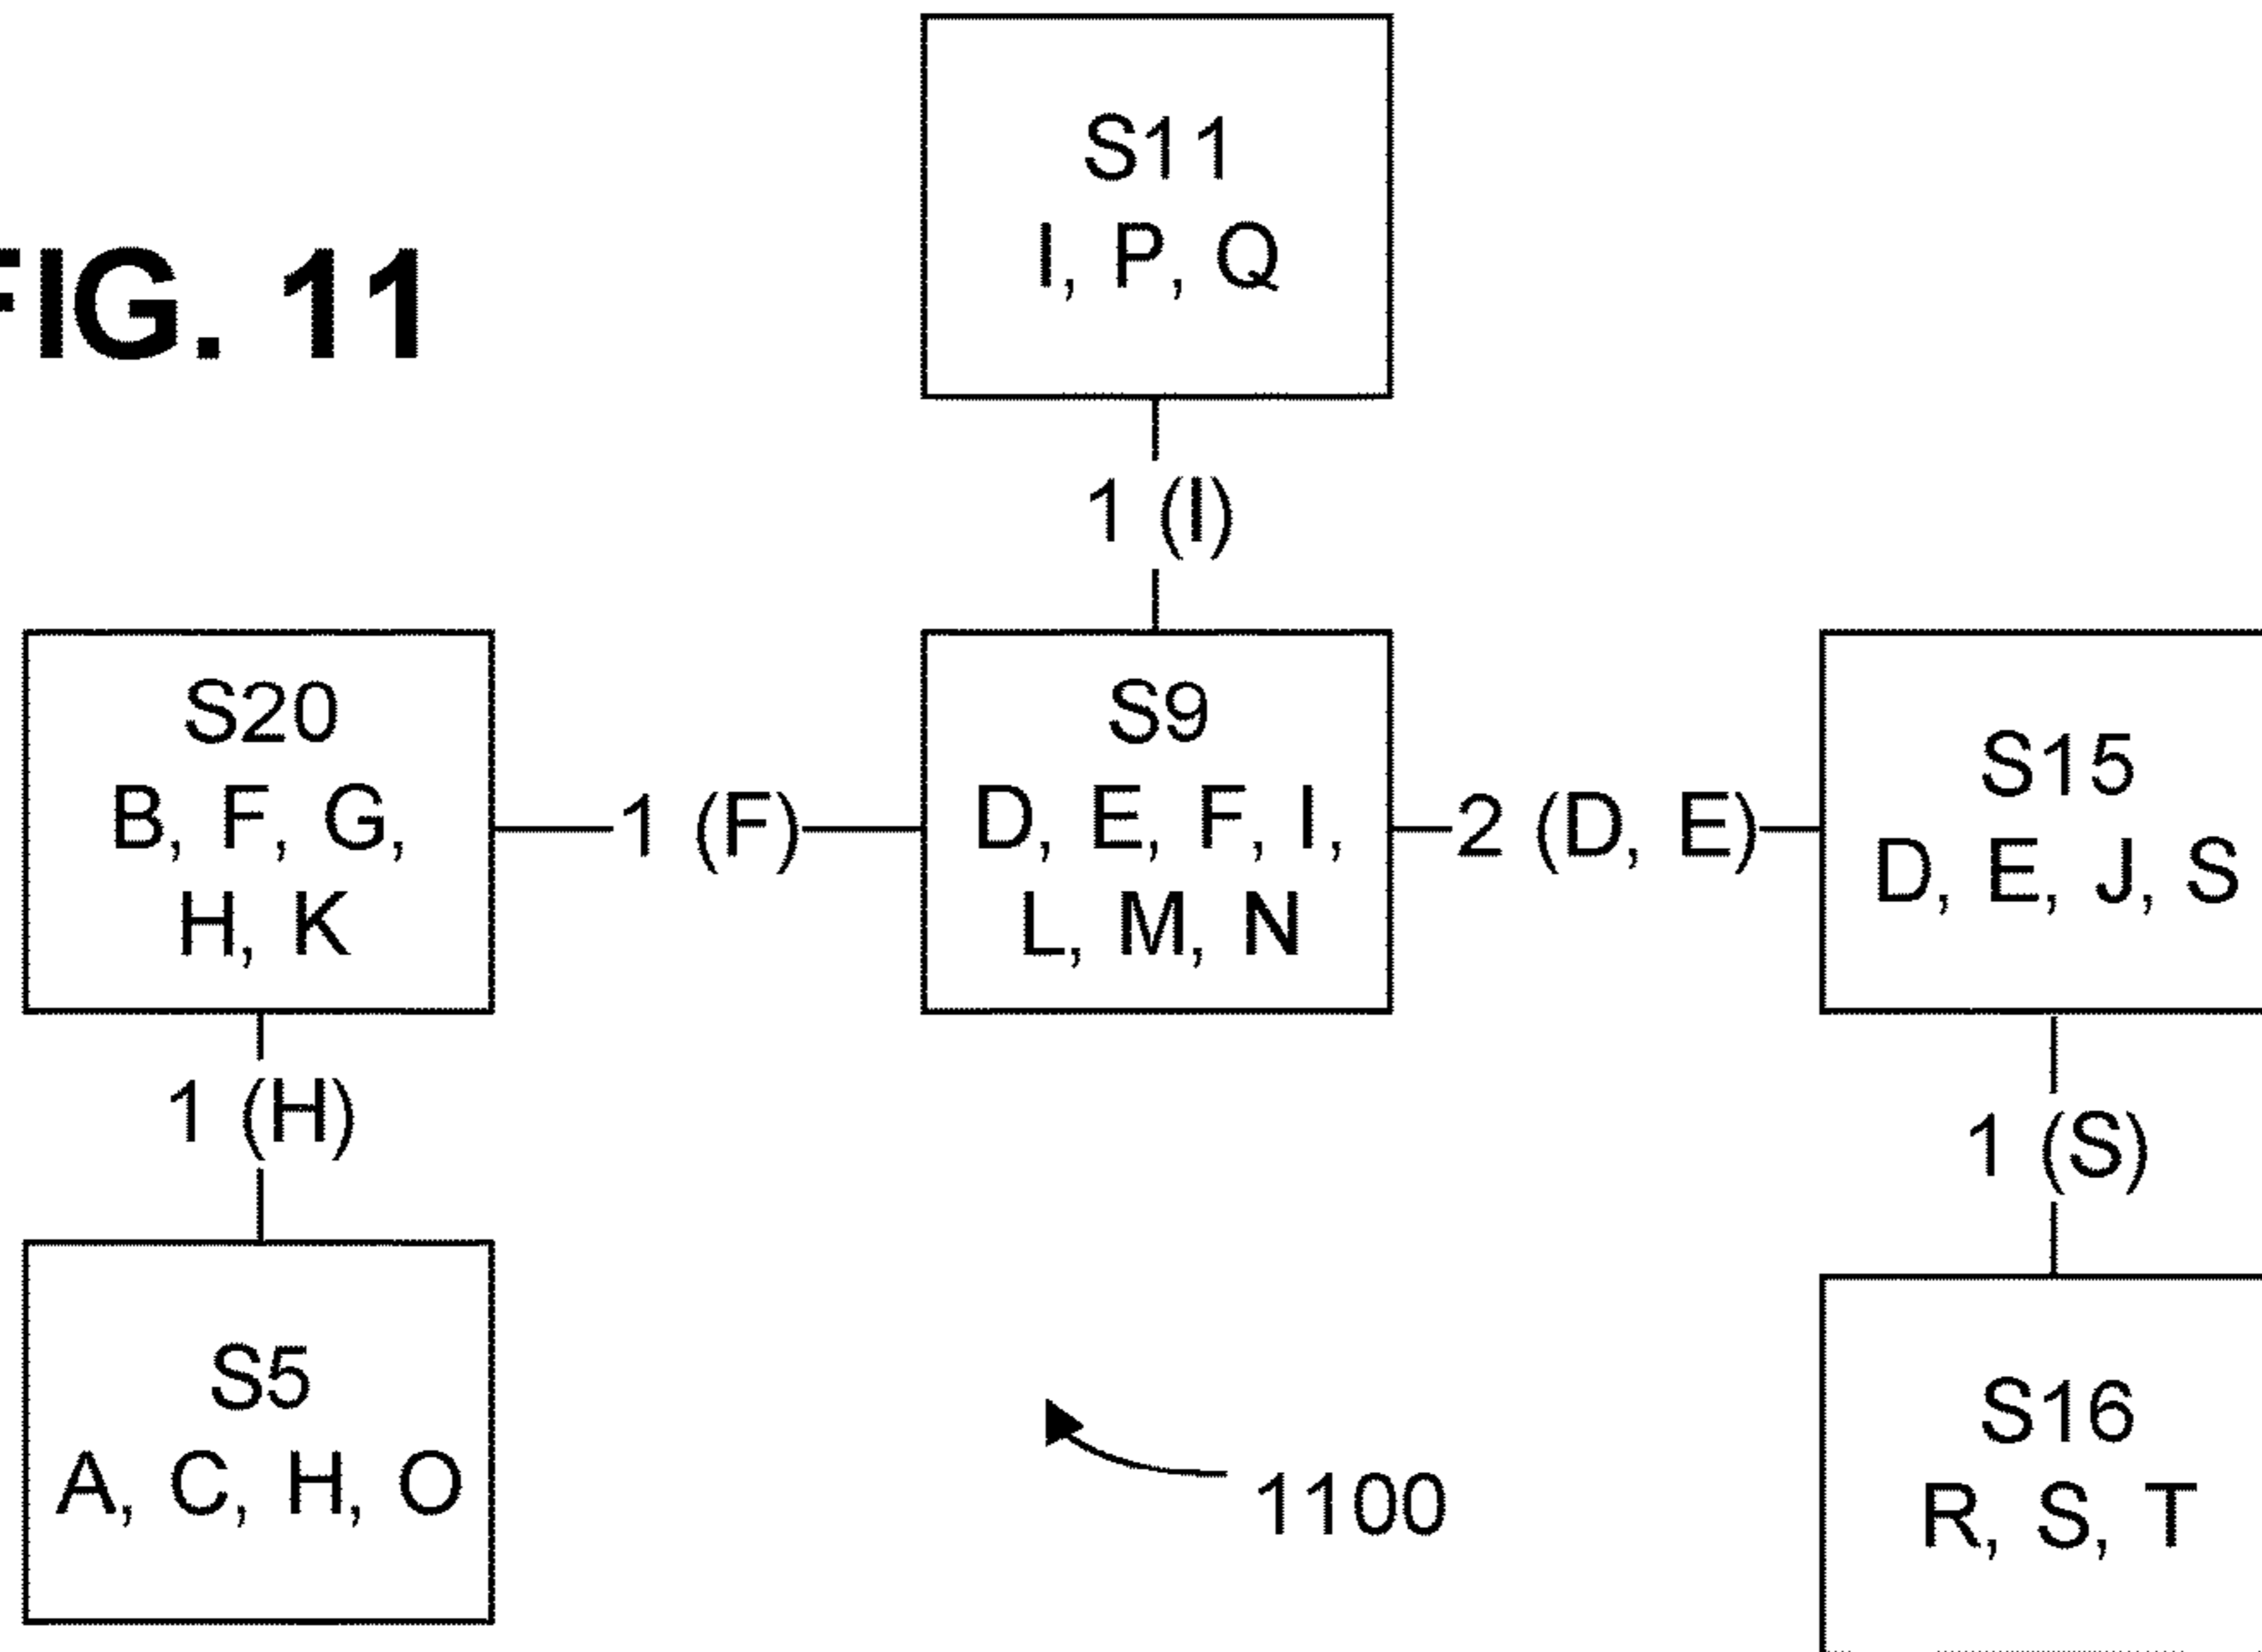 FIG. 11
S11
I, P, Q
1 (I)
S20
B, F, G,
H, K
1 (F)
S9
D, E, F, I,
L, M, N
2 (D, E)
S15
D, E, J, S
1 (H)
1 (S)
S5
A, C, H, O
1100
S16
R, S, T